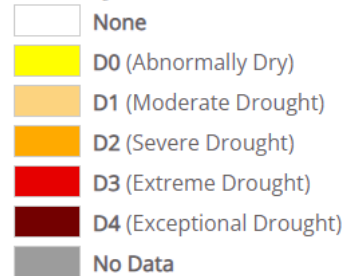 None
D0 (Abnormally Dry)
D1 (Moderate Drought)
D2 (Severe Drought)
D3 (Extreme Drought)
D4 (Exceptional Drought)
No Data